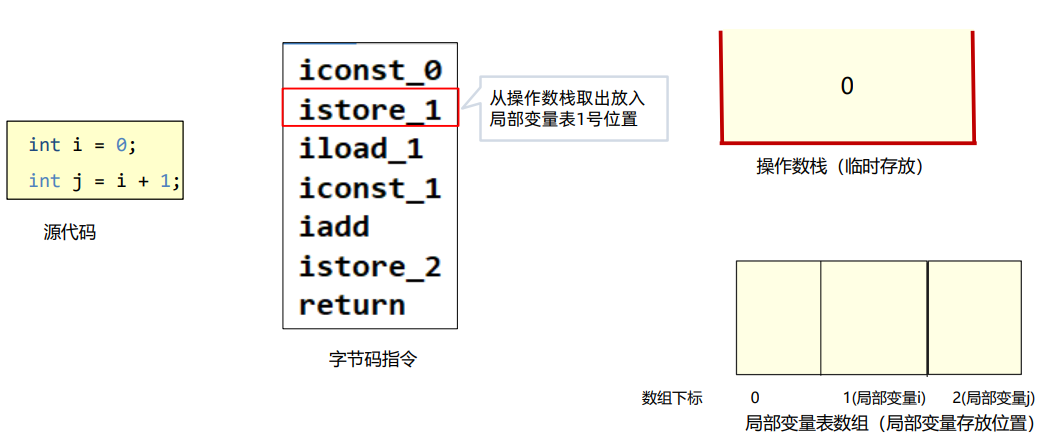 int i = 0;
int j = i + 1;
源代码
iconst_0
istore_1
iload_1
iconst_1
iadd
istore_2
return
字节码指令
从操作数栈取出放入
局部变量表1号位置
0
操作数栈（临时存放）
数组下标 0 1(局部变量i) 2(局部变量j)
局部变量表数组（局部变量存放位置）